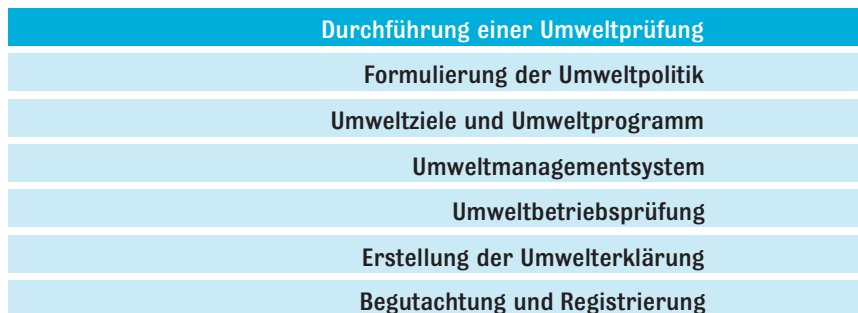 Durchführung einer Umweltprüfung
Formulierung der Umweltpolitik
Umweltziele und Umweltprogramm
Umweltmanagementsystem
Umweltbetriebsprüfung
Erstellung der Umwelterklärung
Begutachtung und Registrierung